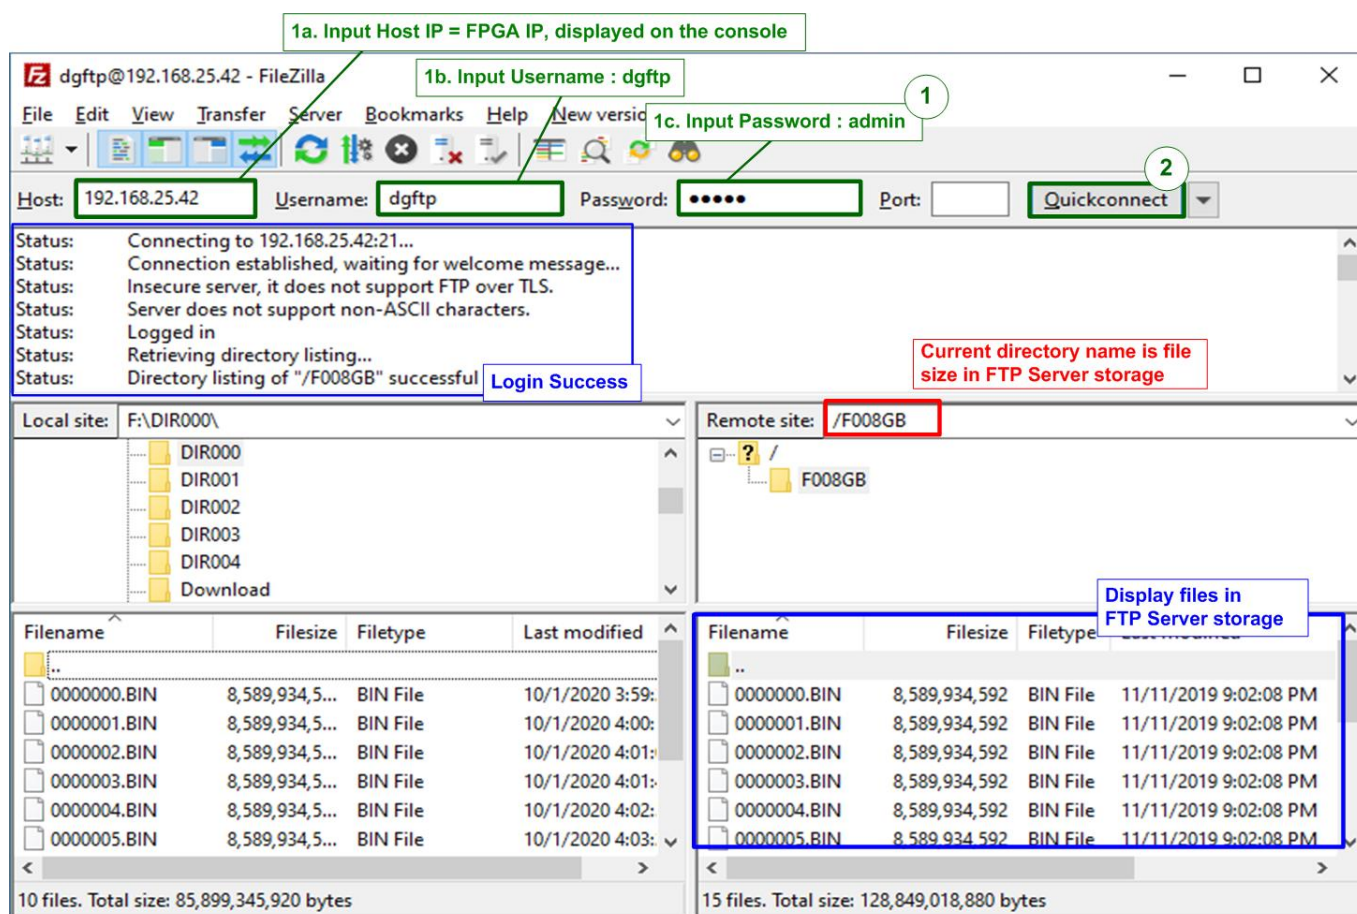 1a. Input Host IP = FPGA IP, displayed on the console
dgftp@192.168.25.42 - FileZilla
1b. Input Username : dgftp
1
File Edit View Transfer Server Bookmarks Help New versio
1c. Input Password : admin
2
Host: 192.168.25.42 Username: dgftp Password: ●●●●● Port: Quickconnect
Status: Connecting to 192.168.25.42:21...
Status: Connection established, waiting for welcome message...
Status: Insecure server, it does not support FTP over TLS.
Status: Server does not support non-ASCII characters.
Status: Logged in
Status: Retrieving directory listing...
Status: Directory listing of "/F008GB" successful
Login Success
Current directory name is file
size in FTP Server storage
Local site: F:\DIR000\
DIR000
DIR001
DIR002
DIR003
DIR004
Download
Remote site: /F008GB
? /
F008GB
Display files in
FTP Server storage
Filename Filesize Filetype Last modified
..
0000000.BIN 8,589,934,5... BIN File 10/1/2020 3:59:
0000001.BIN 8,589,934,5... BIN File 10/1/2020 4:00:
0000002.BIN 8,589,934,5... BIN File 10/1/2020 4:01:
0000003.BIN 8,589,934,5... BIN File 10/1/2020 4:01:
0000004.BIN 8,589,934,5... BIN File 10/1/2020 4:02:
0000005.BIN 8,589,934,5... BIN File 10/1/2020 4:03:
10 files. Total size: 85,899,345,920 bytes
Filename Filesize Filetype Last modified
..
0000000.BIN 8,589,934,592 BIN File 11/11/2019 9:02:08 PM
0000001.BIN 8,589,934,592 BIN File 11/11/2019 9:02:08 PM
0000002.BIN 8,589,934,592 BIN File 11/11/2019 9:02:08 PM
0000003.BIN 8,589,934,592 BIN File 11/11/2019 9:02:08 PM
0000004.BIN 8,589,934,592 BIN File 11/11/2019 9:02:08 PM
0000005.BIN 8,589,934,592 BIN File 11/11/2019 9:02:08 PM
15 files. Total size: 128,849,018,880 bytes